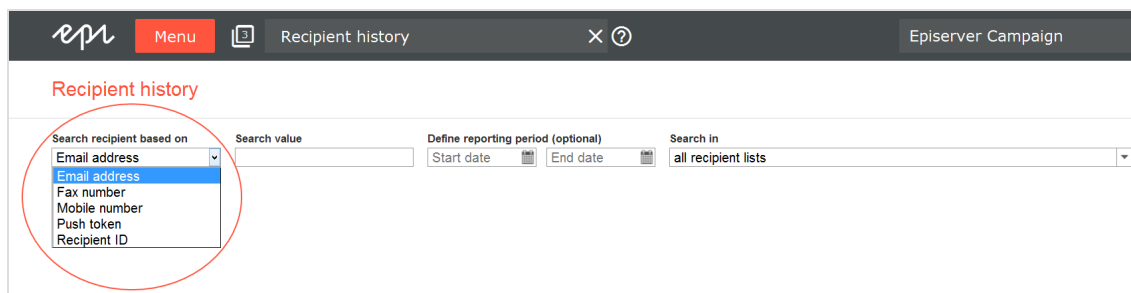 epi Menu 3 Recipient history Episerver Campaign
Recipient history
Search recipient based on Search value Define reporting period (optional) Search in
Email address Start date End date all recipient lists
Email address
Fax number
Mobile number
Push token
Recipient ID